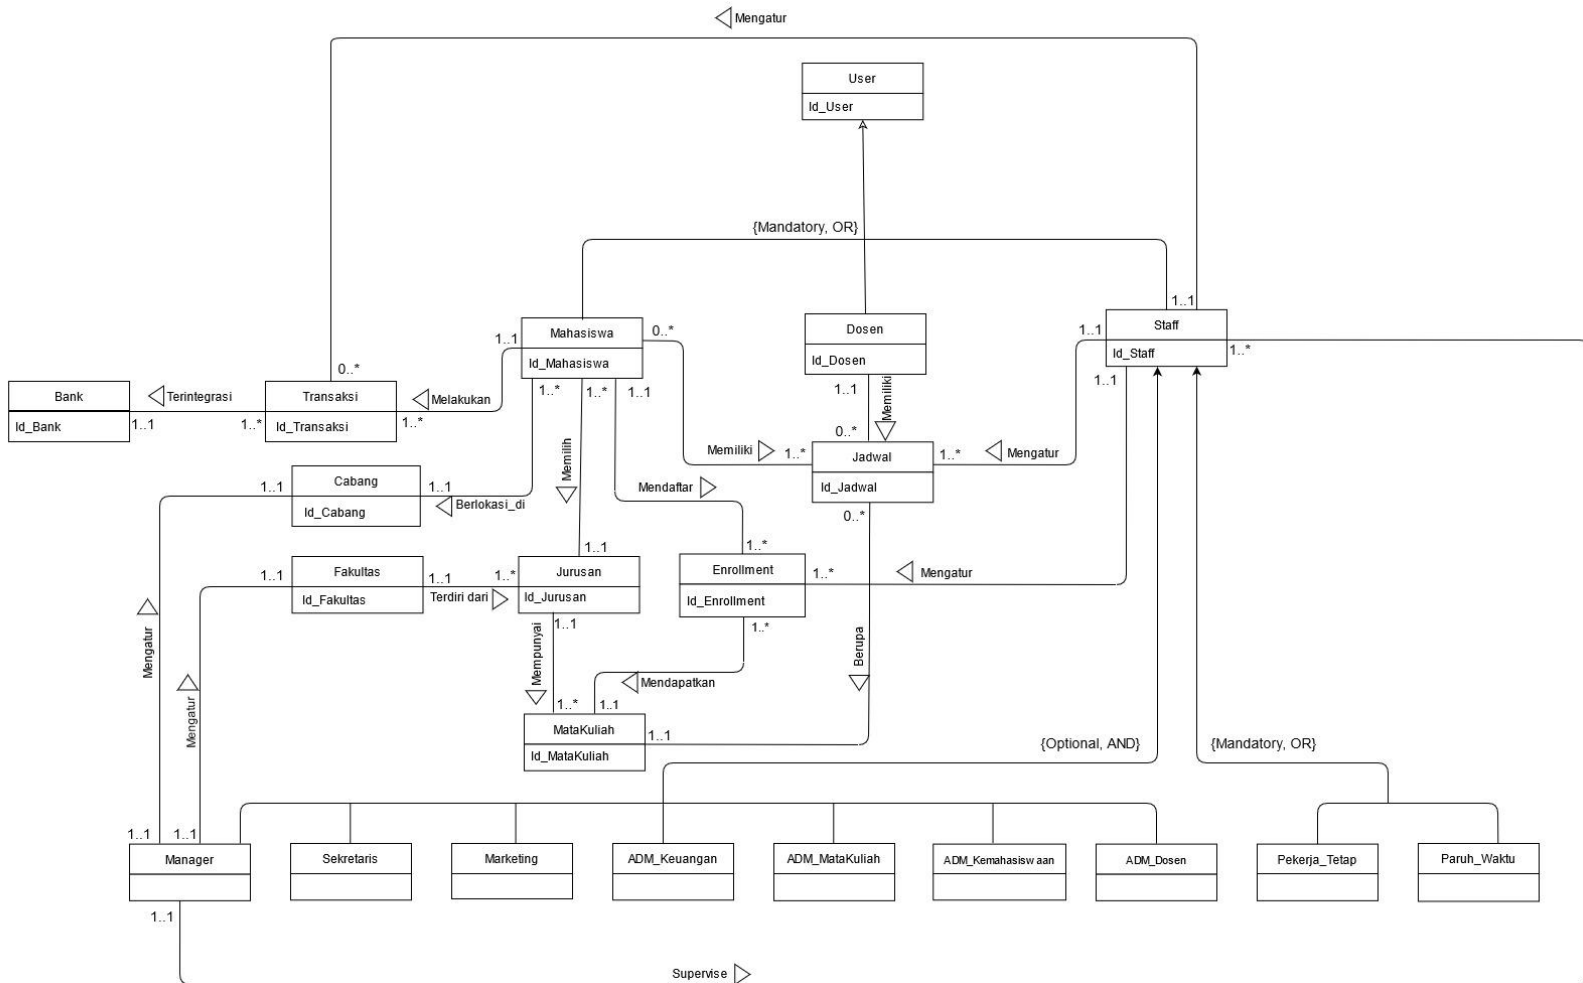 Mengatur
User
Id_User
{Mandatory, OR}
1..1
Mahasiswa
Id_Mahasiswa
0..*
1..1
Dosen
Id_Dosen
Staff
Id_Staff
1..1
1..*
1..1
0..*
Bank
Id_Bank
Terintegrasi
1..1
1..*
Transaksi
Id_Transaksi
Melakukan
1..*
1..*
1..*
1..1
1..1
Memiliki
0..*
Memilih
Memiliki
1..*
Jadwal
Id_Jadwal
1..*
Mengatur
0..*
1..1
Cabang
Id_Cabang
1..1
Berlokasi_di
Mendaftar
1..1
1..*
1..1
Fakultas
Id_Fakultas
1..1
Terdiri dari
1..*
Jurusan
Id_Jurusan
1..1
Enrollment
Id_Enrollment
1..*
Mengatur
1..*
Mengatur
Mengatur
Mempunyai
Mendapatkan
Berupa
1..*
1..1
MataKuliah
Id_MataKuliah
1..1
{Optional, AND}
{Mandatory, OR}
1..1
1..1
Manager
Sekretaris
Marketing
ADM_Keuangan
ADM_MataKuliah
ADM_Kemahasiswaan
ADM_Dosen
Pekerja_Tetap
Paruh_Waktu
1..1
Supervise